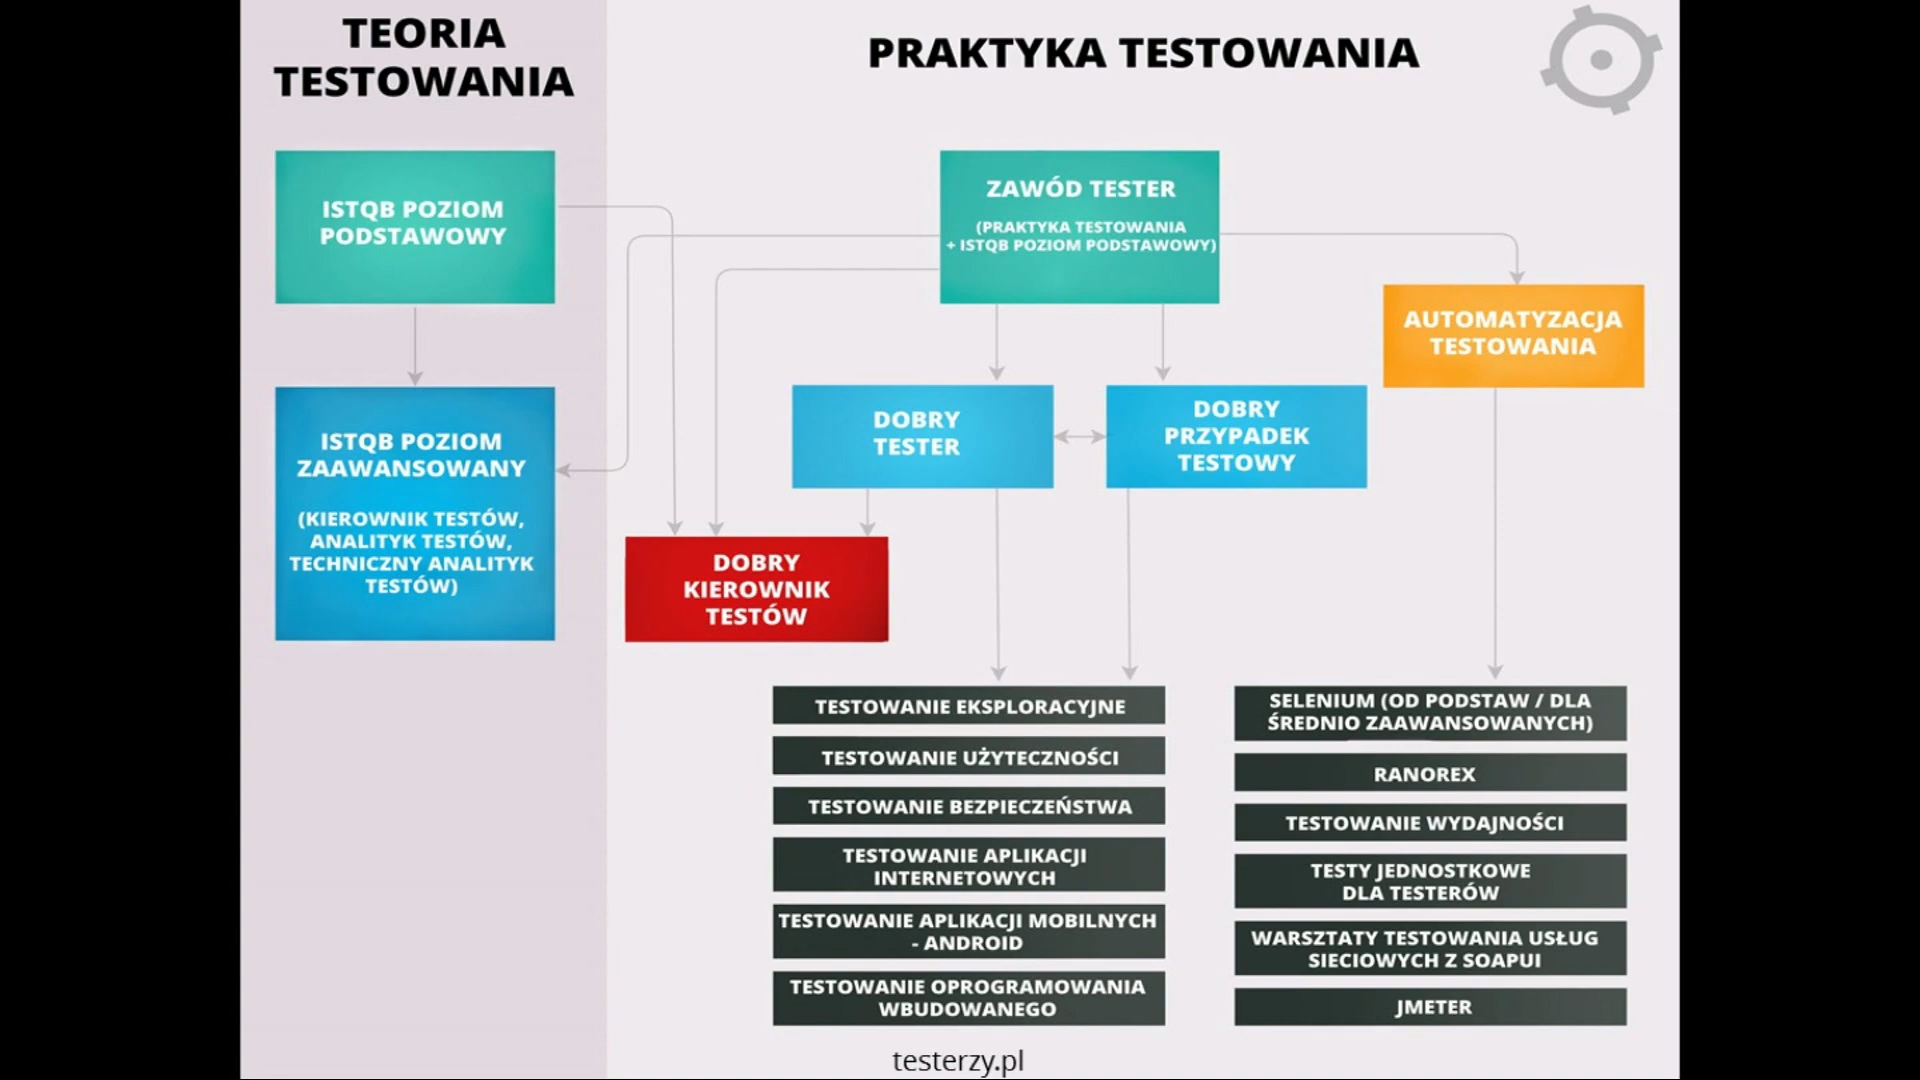 TEORIA
TESTOWANIA
PRAKTYKA TESTOWANIA
ISTQB POZIOM
PODSTAWOWY
ZAWÓD TESTER
(PRAKTYKA TESTOWANIA
+ ISTQB POZIOM PODSTAWOWY)
AUTOMATYZACJA
TESTOWANIA
ISTQB POZIOM
ZAAWANSOWANY
(KIEROWNIK TESTÓW,
ANALITYK TESTÓW,
TECHNICZNY ANALITYK
TESTÓW)
DOBRY
TESTER
DOBRY
PRZYPADEK
TESTOWY
DOBRY
KIEROWNIK
TESTÓW
TESTOWANIE EKSPLORACYJNE
TESTOWANIE UŻYTECZNOŚCI
TESTOWANIE BEZPIECZEŃSTWA
TESTOWANIE APLIKACJI
INTERNETOWYCH
TESTOWANIE APLIKACJI MOBILNYCH
- ANDROID
TESTOWANIE OPROGRAMOWANIA
WBUDOWANEGO
SELENIUM (OD PODSTAW / DLA
ŚREDNIO ZAAWANSOWANYCH)
RANOREX
TESTOWANIE WYDAJNOŚCI
TESTY JEDNOSTKOWE
DLA TESTERÓW
WARSZTATY TESTOWANIA USŁUG
SIECIOWYCH Z SOAPUI
JMETER
testerzy.pl